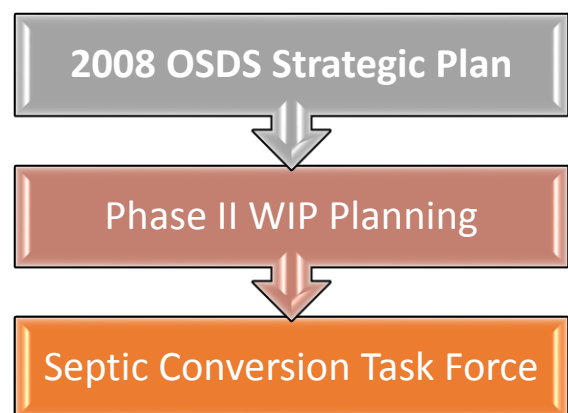 2008 OSDS Strategic Plan
Phase II WIP Planning
Septic Conversion Task Force